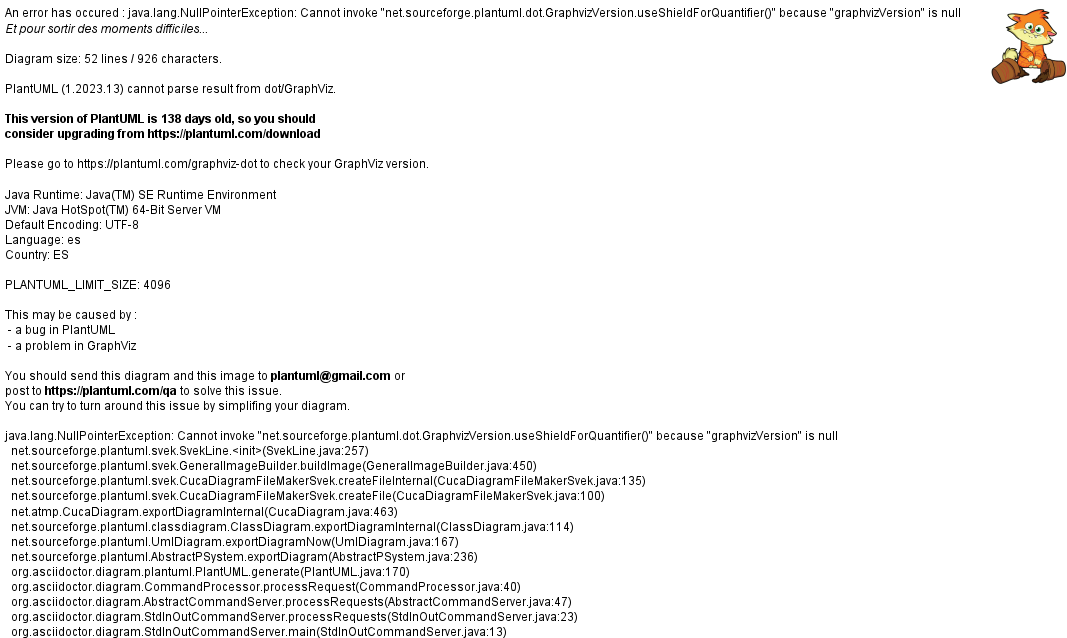 An error has occured : java.lang.NullPointerException: Cannot invoke "net.sourceforge.plantuml.dot.GraphvizVersion.useShieldForQuantifier()" because "graphvizVersion" is null
Et pour sortir des moments difficiles...
Diagram size: 52 lines / 926 characters.
PlantUML (1.2023.13) cannot parse result from dot/GraphViz.
This version of PlantUML is 138 days old, so you should
consider upgrading from https://plantuml.com/download
Please go to https://plantuml.com/graphviz-dot to check your GraphViz version.
Java Runtime: Java(TM) SE Runtime Environment
JVM: Java HotSpot(TM) 64-Bit Server VM
Default Encoding: UTF-8
Language: es
Country: ES
PLANTUML_LIMIT_SIZE: 4096
This may be caused by :
- a bug in PlantUML
- a problem in GraphViz
You should send this diagram and this image to plantuml@gmail.com or
post to https://plantuml.com/qa to solve this issue.
You can try to turn around this issue by simplifing your diagram.
java.lang.NullPointerException: Cannot invoke "net.sourceforge.plantuml.dot.GraphvizVersion.useShieldForQuantifier()" because "graphvizVersion" is null
net.sourceforge.plantuml.svek.SvekLine.<init>(SvekLine.java:257)
net.sourceforge.plantuml.svek.GeneralImageBuilder.buildImage(GeneralImageBuilder.java:450)
net.sourceforge.plantuml.svek.CucaDiagramFileMakerSvek.createFileInternal(CucaDiagramFileMakerSvek.java:135)
net.sourceforge.plantuml.svek.CucaDiagramFileMakerSvek.createFile(CucaDiagramFileMakerSvek.java:100)
net.atmp.CucaDiagram.exportDiagramInternal(CucaDiagram.java:463)
net.sourceforge.plantuml.classdiagram.ClassDiagram.exportDiagramInternal(ClassDiagram.java:114)
net.sourceforge.plantuml.UmlDiagram.exportDiagramNow(UmlDiagram.java:167)
net.sourceforge.plantuml.AbstractPSystem.exportDiagram(AbstractPSystem.java:236)
org.asciidoctor.diagram.plantuml.PlantUML.generate(PlantUML.java:170)
org.asciidoctor.diagram.CommandProcessor.processRequest(CommandProcessor.java:40)
org.asciidoctor.diagram.AbstractCommandServer.processRequests(AbstractCommandServer.java:47)
org.asciidoctor.diagram.StdInOutCommandServer.processRequests(StdInOutCommandServer.java:23)
org.asciidoctor.diagram.StdInOutCommandServer.main(StdInOutCommandServer.java:13)